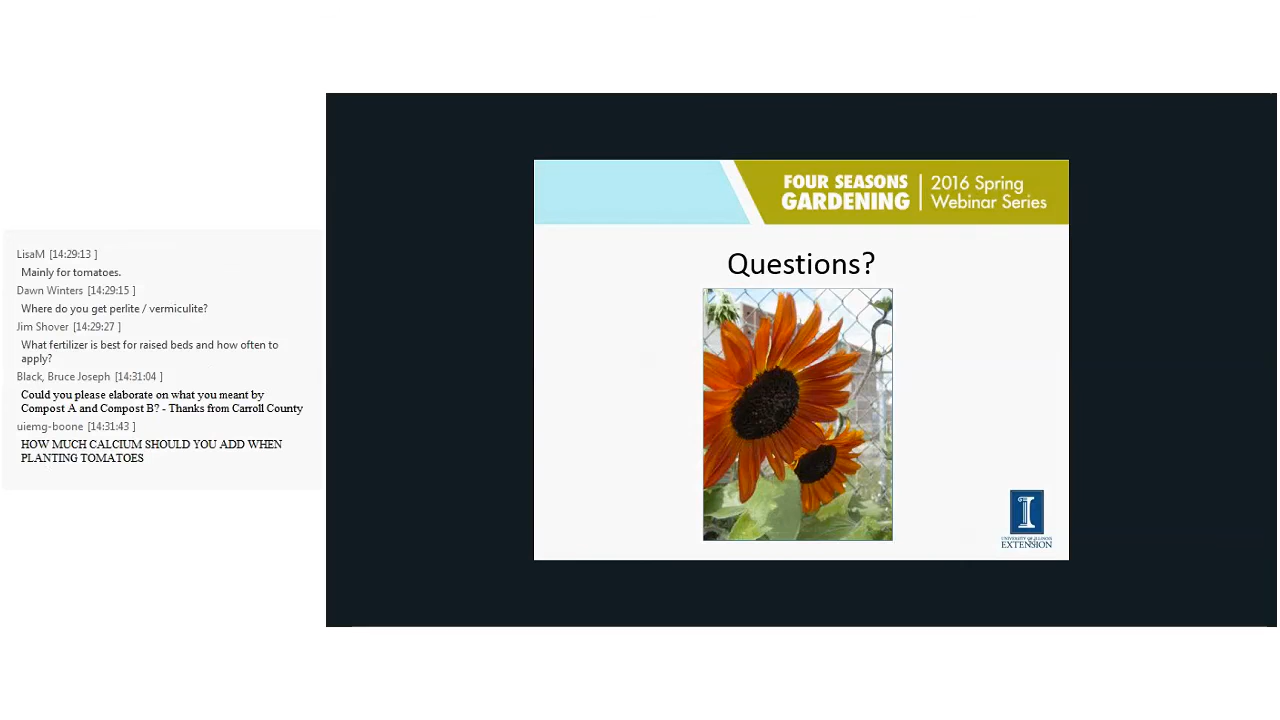 LisaM [14:29:13 ]
Mainly for tomatoes.
Dawn Winters [14:29:15 ]
Where do you get perlite / vermiculite?
Jim Shover [14:29:27 ]
What fertilizer is best for raised beds and how often to
apply?
Black, Bruce Joseph [14:31:04 ]
Could you please elaborate on what you meant by
Compost A and Compost B? - Thanks from Carroll County
uiemg-boone [14:31:43 ]
HOW MUCH CALCIUM SHOULD YOU ADD WHEN
PLANTING TOMATOES
FOUR SEASONS
GARDENING
2016 Spring
Webinar Series
Questions?
I
UNIVERSITY OF ILLINOIS
EXTENSION